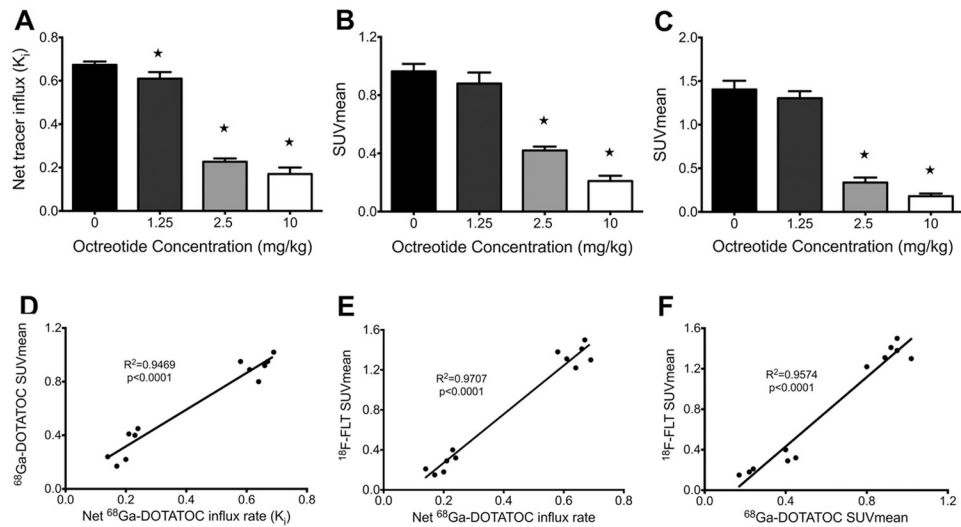 A
B
C
Net tracer influx (Kᵢ)
0.8
0.6
0.4
0.2
0.0
0 1.25 2.5 10
Octreotide Concentration (mg/kg)
SUVmean
1.2
0.8
0.4
0.0
0 1.25 2.5 10
Octreotide Concentration (mg/kg)
SUVmean
2.0
1.5
1.0
0.5
0.0
0 1.25 2.5 10
Octreotide Concentration (mg/kg)
D
E
F
⁶⁸Ga-DOTATOC SUVmean
1.2
0.8
0.4
0.0
R²=0.9469
p<0.0001
0.0 0.2 0.4 0.6 0.8
Net ⁶⁸Ga-DOTATOC influx rate (Kᵢ)
¹⁸F-FLT SUVmean
1.6
1.2
0.8
0.4
0.0
R²=0.9707
p<0.0001
0.0 0.2 0.4 0.6 0.8
Net ⁶⁸Ga-DOTATOC influx rate
¹⁸F-FLT SUVmean
1.6
1.2
0.8
0.4
0.0
R²=0.9574
p<0.0001
0.0 0.4 0.8 1.2
⁶⁸Ga-DOTATOC SUVmean